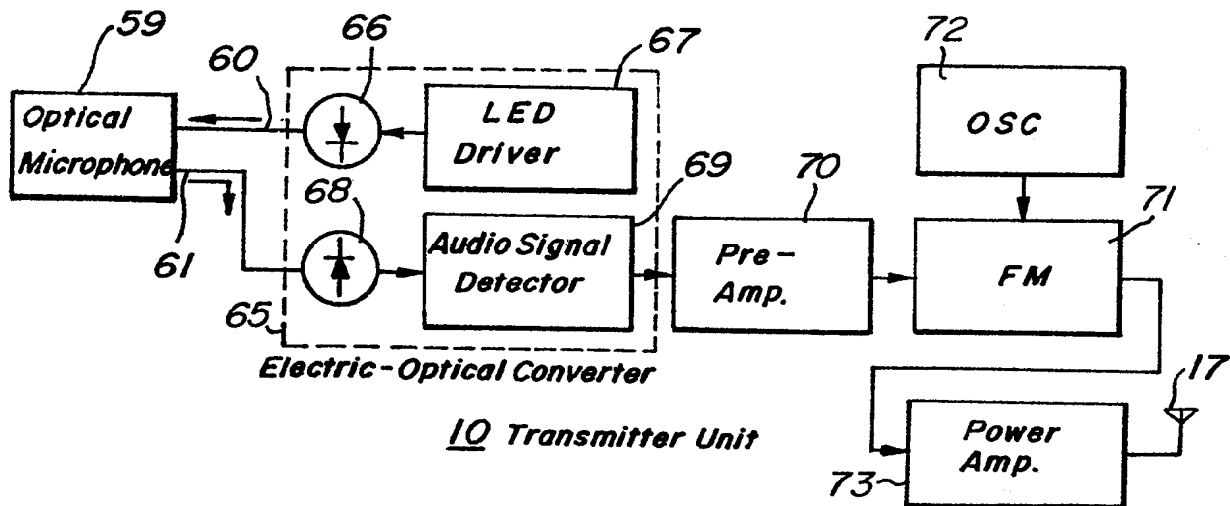 59
66
67
72
60
Optical
Microphone
LED
Driver
OSC
68
69
70
71
61
Audio Signal
Detector
Pre-
Amp.
FM
65
Electric-Optical Converter
17
10 Transmitter Unit
Power
Amp.
73